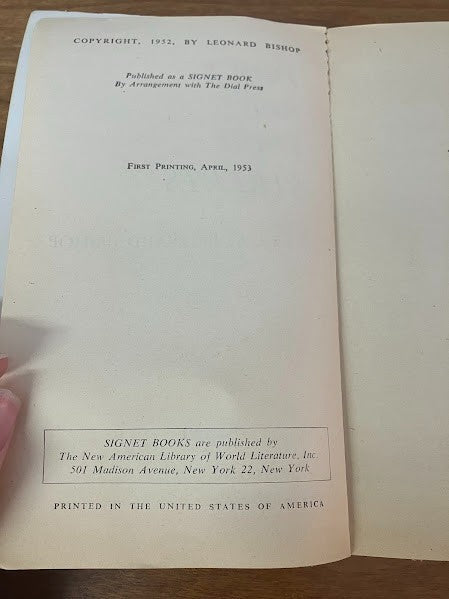 COPYRIGHT, 1952, BY LEONARD BISHOP
Published as a SIGNET BOOK
By Arrangement with The Dial Press
FIRST PRINTING, APRIL, 1953
SIGNET BOOKS are published by
The New American Library of World Literature, Inc.
501 Madison Avenue, New York 22, New York
PRINTED IN THE UNITED STATES OF AMERICA